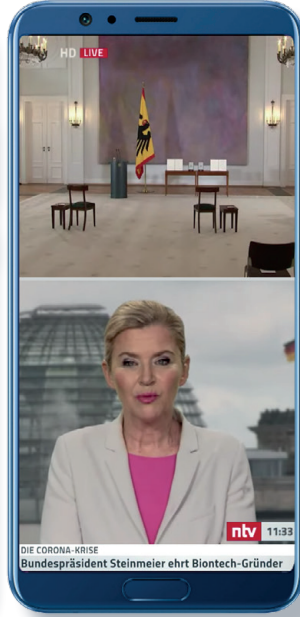 HD LIVE
ntv 11:33
DIE CORONA-KRISE
Bundespräsident Steinmeier ehrt Biontech-Gründer